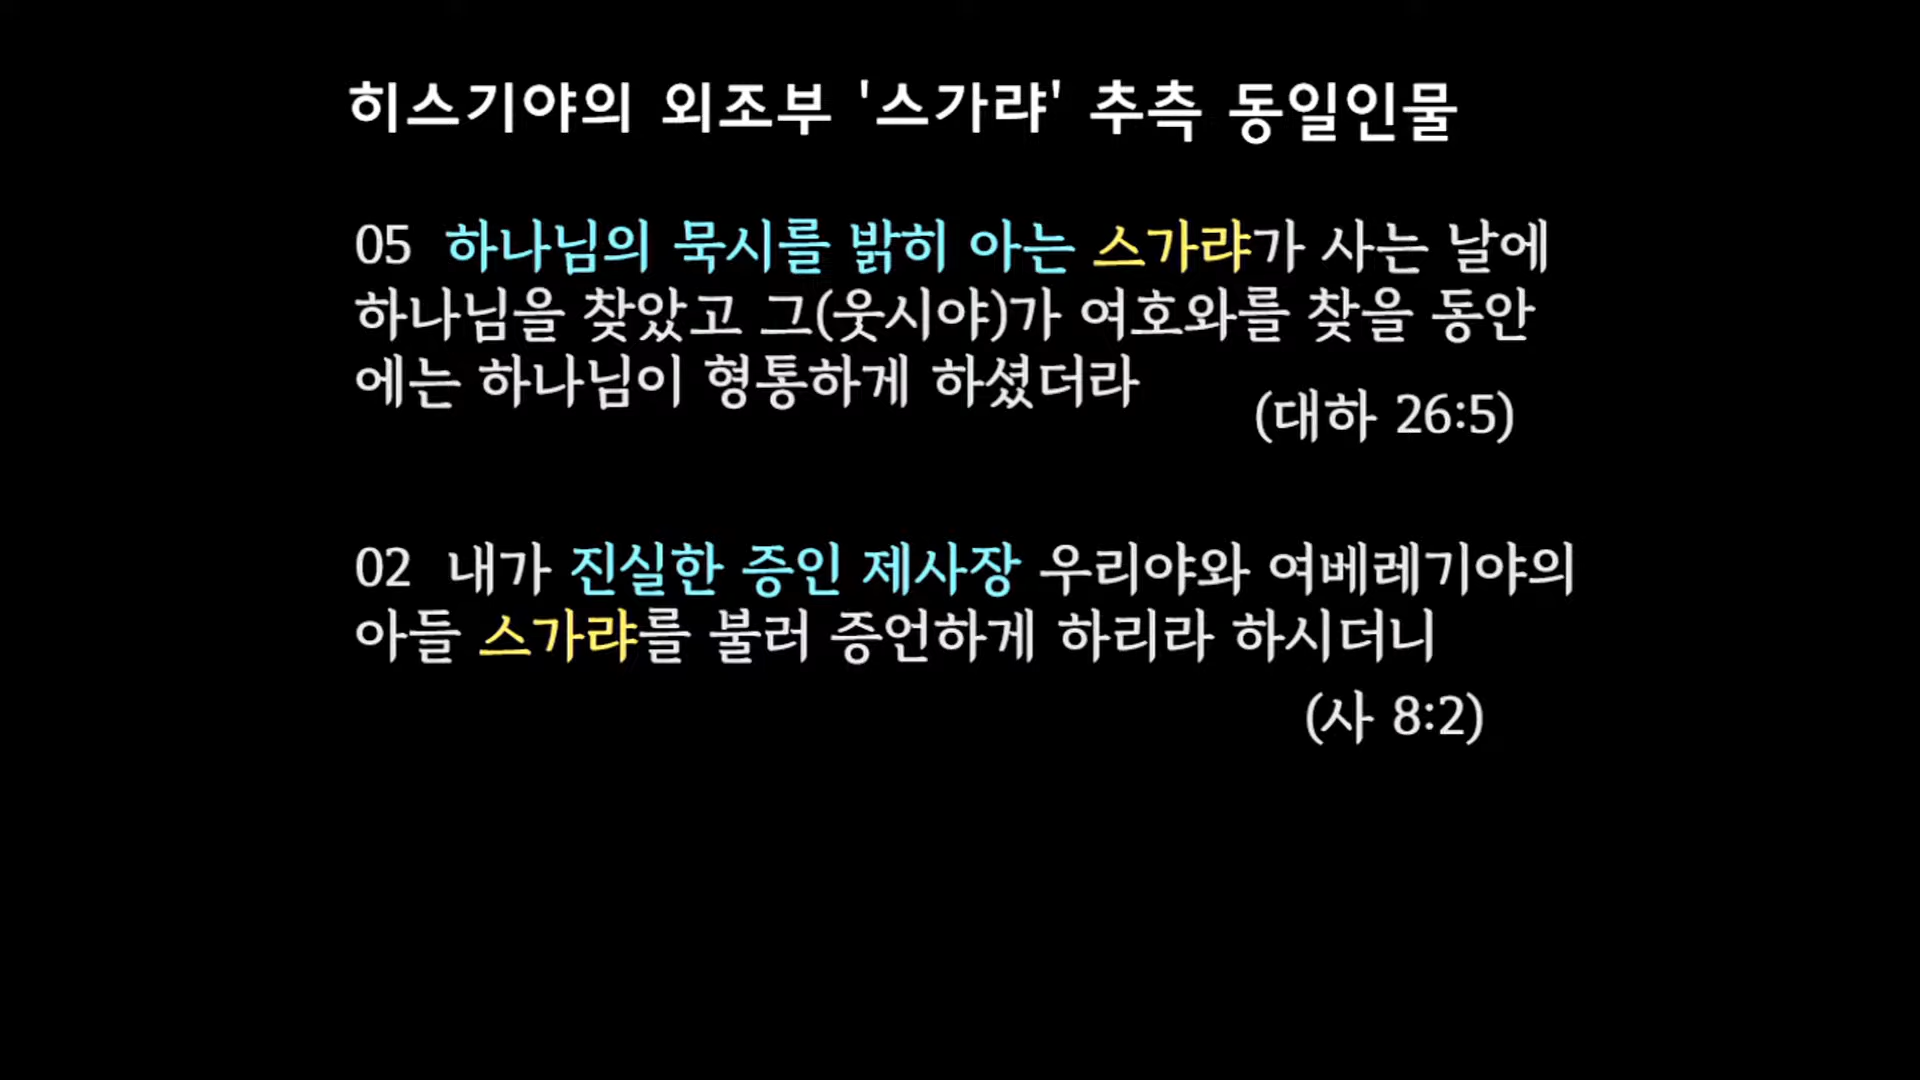 히스기야의 외조부 '스가랴' 추측 동일인물
05 하나님의 묵시를 밝히 아는 스가랴가 사는 날에
하나님을 찾았고 그(웃시야)가 여호와를 찾을 동안
에는 하나님이 형통하게 하셨더라
(대하 26:5)
02 내가 진실한 증인 제사장 우리야와 여베레기야의
아들 스가랴를 불러 증언하게 하리라 하시더니
(사 8:2)